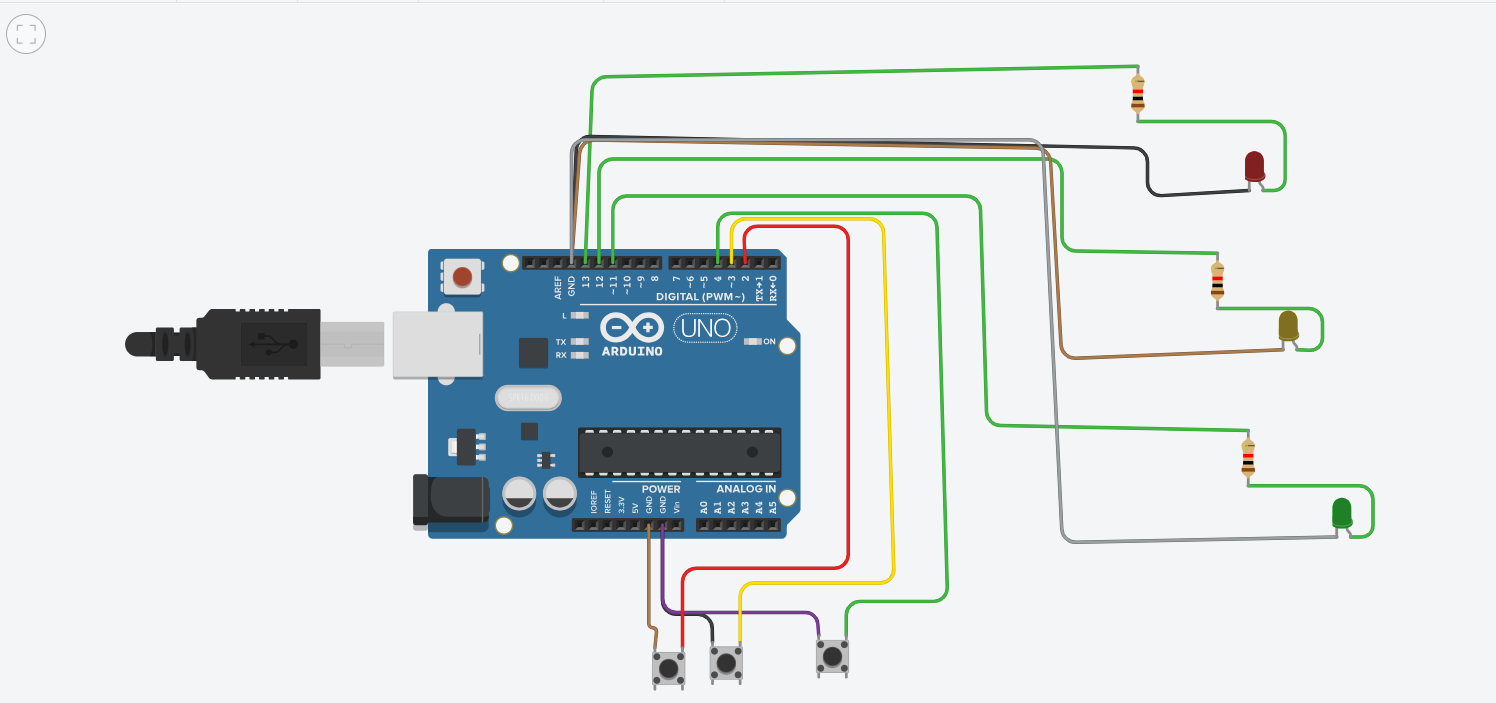 AREF
GND
13
12
~11
~10
~9
8
7
~6
~5
4
~3
2
TX→1
RX←0
DIGITAL (PWM~)
L
TX
RX
ARDUINO
UNO
ON
POWER
ANALOG IN
IOREF
RESET
3.3V
5V
GND
GND
Vin
A0
A1
A2
A3
A4
A5